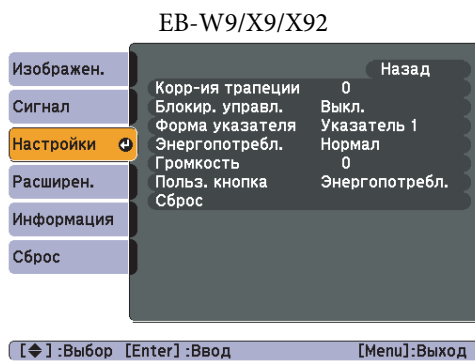 EB-W9/X9/X92
Изображен.
Сигнал
Настройки
Расширен.
Информация
Сброс
Назад
Корр-ия трапеции 0
Блокир. управл. Выкл.
Форма указателя Указатель 1
Энергопотребл. Нормал
Громкость 0
Польз. кнопка Энергопотребл.
Сброс
[◆] :Выбор [Enter] :Ввод [Menu]:Выход